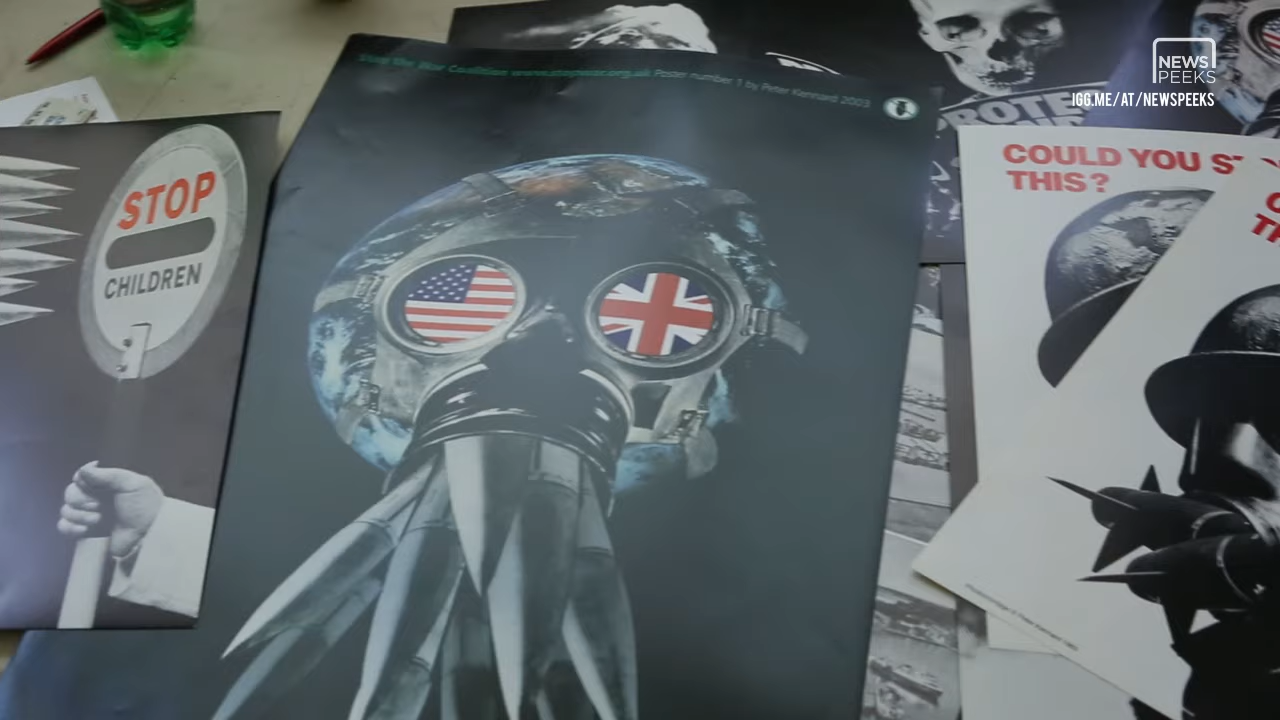 NEWS
PEEKS
IGG.ME/AT/NEWSPEEKS
Stop the War Coalition www.stopwar.org.uk Poster number 1 by Peter Kennard 2003
PROTE
STOP
CHILDREN
COULD YOU
THIS?